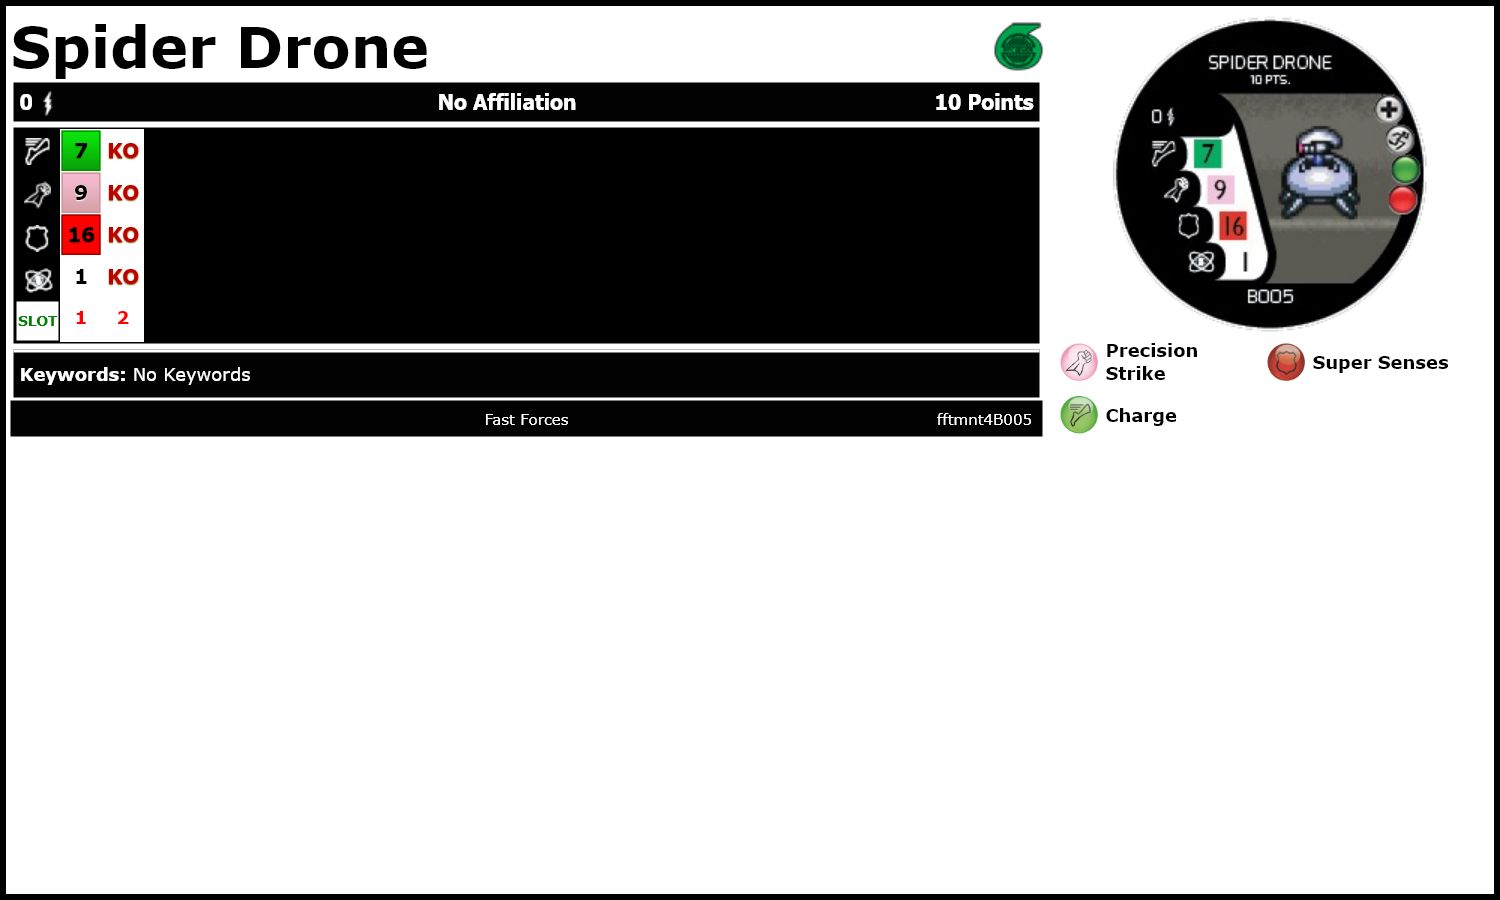 Spider Drone
0 No Affiliation 10 Points
7 KO
9 KO
16 KO
1 KO
SLOT 1 2
Keywords: No Keywords
Fast Forces fftmnt4B005
SPIDER DRONE
10 PTS.
0
7
9
16
1
B005
Precision
Strike
Super Senses
Charge